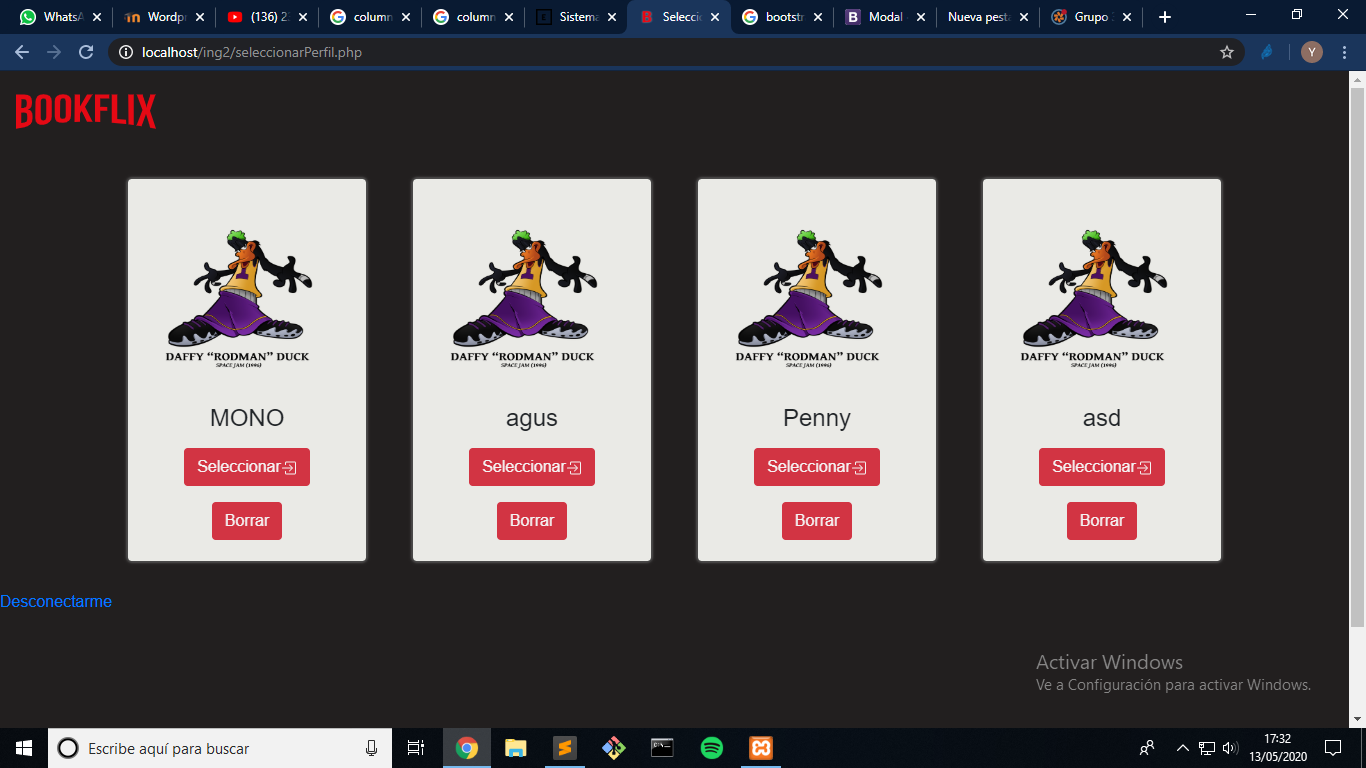 WhatsA
Wordpr
(136) 2
column
column
Sistema
Selecci
bootstr
Modal
Nueva pest
Grupo
localhost/ing2/seleccionarPerfil.php
Y
BOOKFLIX
DAFFY “RODMAN” DUCK
SPACE JAM (1996)
MONO
Seleccionar
Borrar
DAFFY “RODMAN” DUCK
SPACE JAM (1996)
agus
Seleccionar
Borrar
DAFFY “RODMAN” DUCK
SPACE JAM (1996)
Penny
Seleccionar
Borrar
DAFFY “RODMAN” DUCK
SPACE JAM (1996)
asd
Seleccionar
Borrar
Desconectarme
Activar Windows
Ve a Configuración para activar Windows.
Escribe aquí para buscar
17:32
13/05/2020